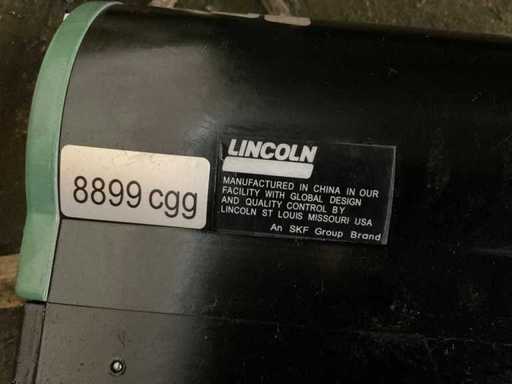 LINCOLN
8899 cgg
MANUFACTURED IN CHINA IN OUR
FACILITY WITH GLOBAL DESIGN
AND QUALITY CONTROL BY
LINCOLN ST LOUIS MISSOURI USA
An SKF Group Brand